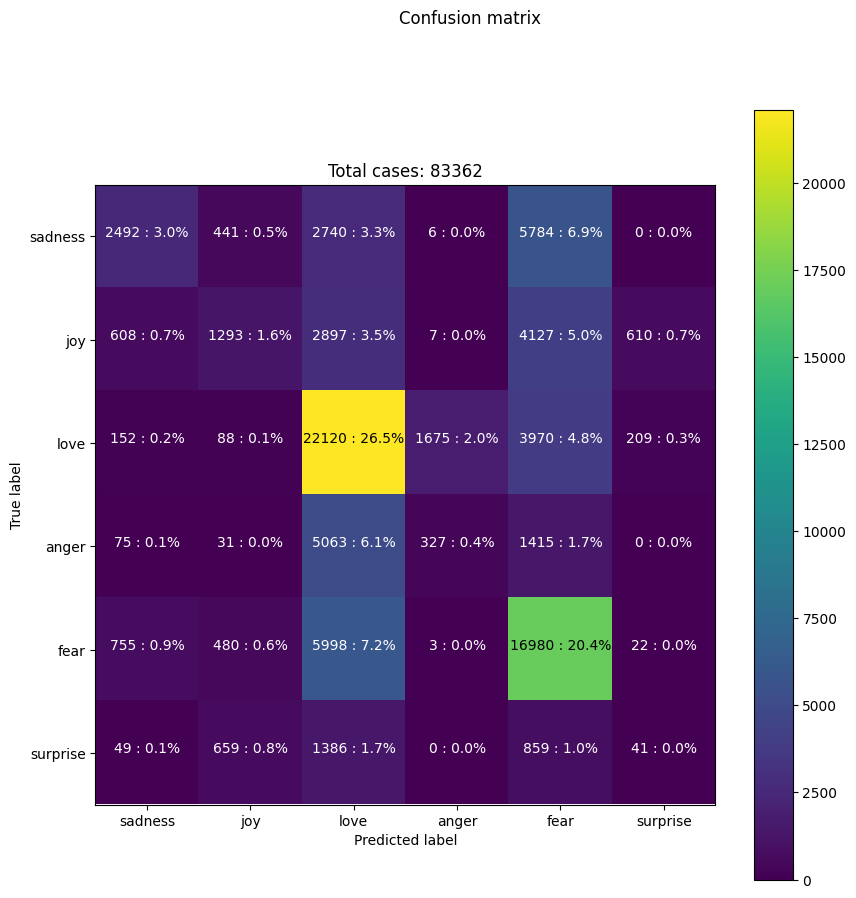 Confusion matrix
Total cases: 83362
sadness 2492 : 3.0% 441 : 0.5% 2740 : 3.3% 6 : 0.0% 5784 : 6.9% 0 : 0.0%
joy 608 : 0.7% 1293 : 1.6% 2897 : 3.5% 7 : 0.0% 4127 : 5.0% 610 : 0.7%
love 152 : 0.2% 88 : 0.1% 22120 : 26.5% 1675 : 2.0% 3970 : 4.8% 209 : 0.3%
anger 75 : 0.1% 31 : 0.0% 5063 : 6.1% 327 : 0.4% 1415 : 1.7% 0 : 0.0%
fear 755 : 0.9% 480 : 0.6% 5998 : 7.2% 3 : 0.0% 16980 : 20.4% 22 : 0.0%
surprise 49 : 0.1% 659 : 0.8% 1386 : 1.7% 0 : 0.0% 859 : 1.0% 41 : 0.0%
True label
sadness joy love anger fear surprise
Predicted label
20000
17500
15000
12500
10000
7500
5000
2500
0